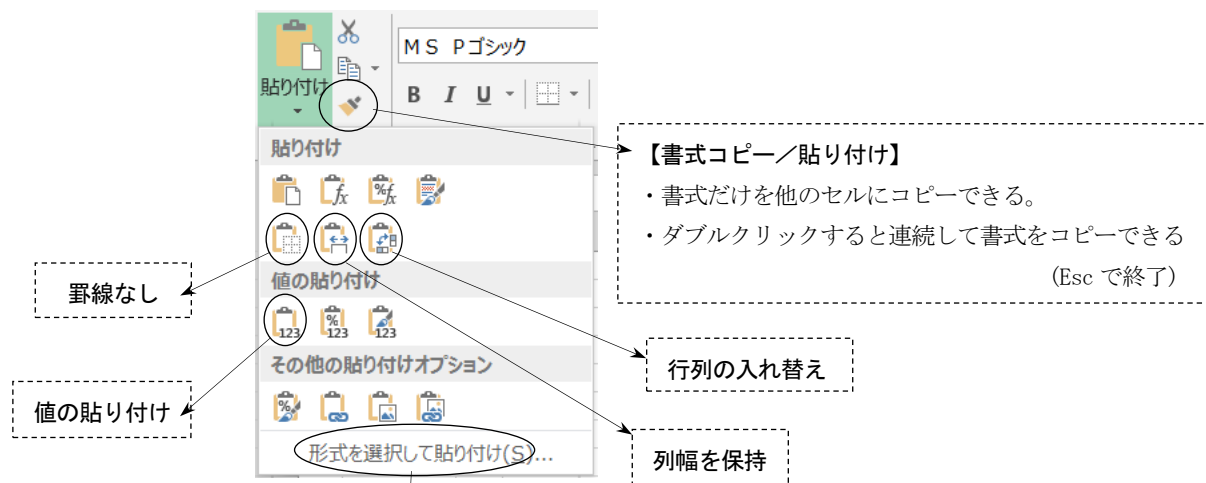 MS Pゴシック
貼り付け
B I U
貼り付け
fx %fx
値の貼り付け
123 %123 123
その他の貼り付けオプション
%
形式を選択して貼り付け(S)...
【書式コピー／貼り付け】
・書式だけを他のセルにコピーできる。
・ダブルクリックすると連続して書式をコピーできる
(Esc で終了)
罫線なし
値の貼り付け
行列の入れ替え
列幅を保持